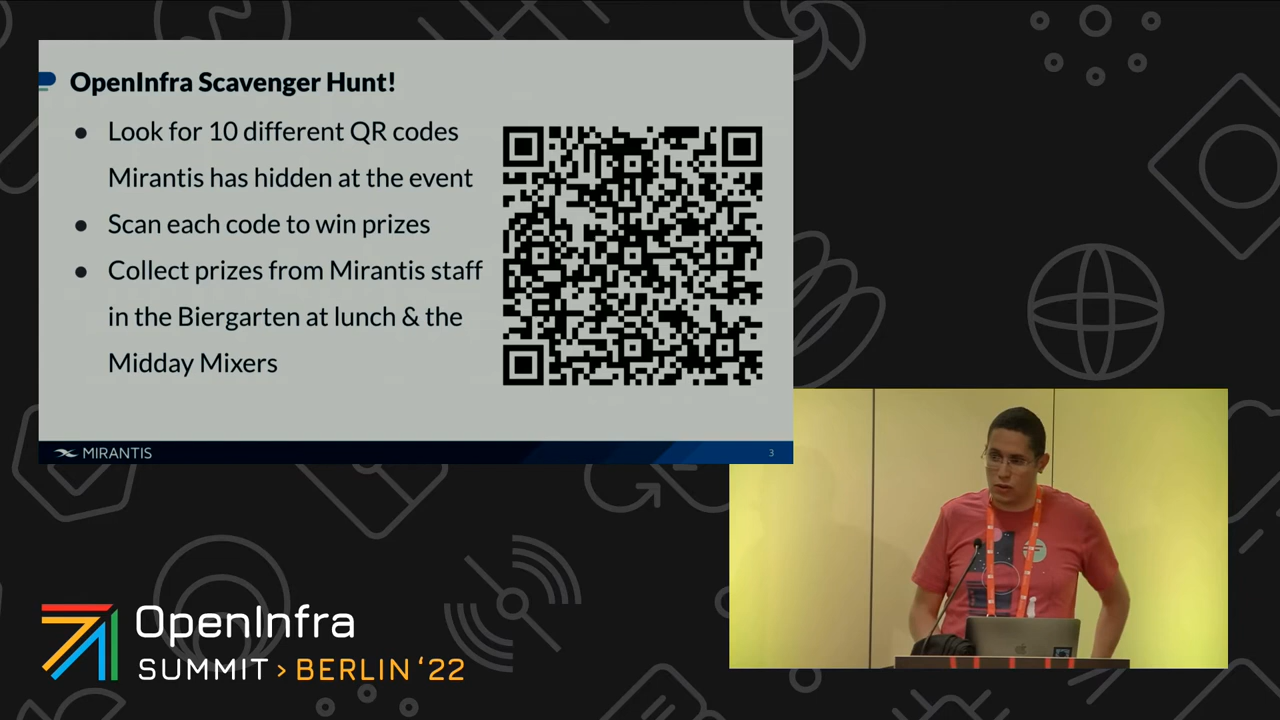 OpenInfra Scavenger Hunt!
● Look for 10 different QR codes
Mirantis has hidden at the event
● Scan each code to win prizes
● Collect prizes from Mirantis staff
in the Biergarten at lunch & the
Midday Mixers
MIRANTIS
3
OpenInfra
SUMMIT > BERLIN ‘22